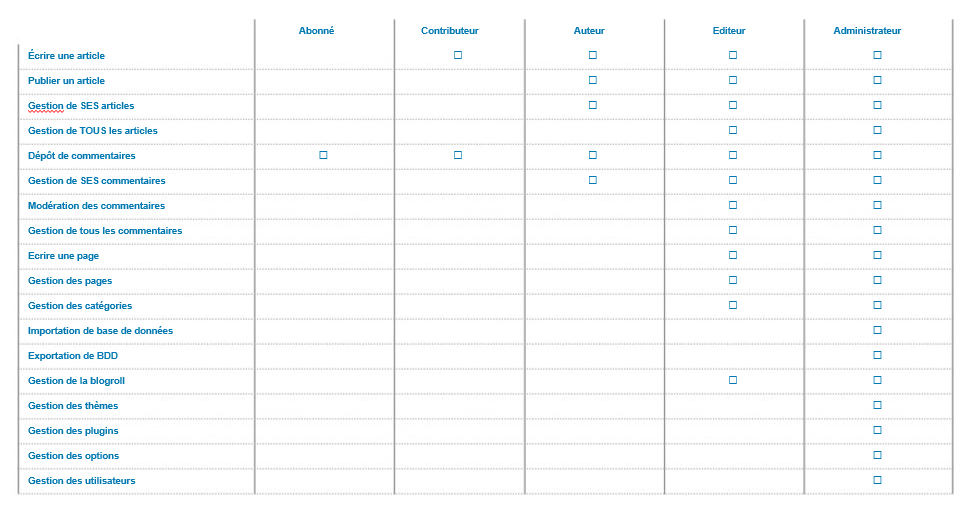 Abonné Contributeur Auteur Editeur Administrateur
Écrire une article ☐ ☐ ☐ ☐
Publier un article ☐ ☐ ☐
Gestion de SES articles ☐ ☐ ☐
Gestion de TOUS les articles ☐ ☐
Dépôt de commentaires ☐ ☐ ☐ ☐ ☐
Gestion de SES commentaires ☐ ☐ ☐
Modération des commentaires ☐ ☐
Gestion de tous les commentaires ☐ ☐
Ecrire une page ☐ ☐
Gestion des pages ☐ ☐
Gestion des catégories ☐ ☐
Importation de base de données ☐
Exportation de BDD ☐
Gestion de la blogroll ☐ ☐
Gestion des thèmes ☐
Gestion des plugins ☐
Gestion des options ☐
Gestion des utilisateurs ☐